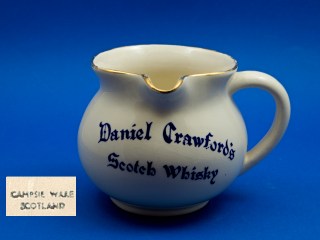 Daniel Crawford's
Scotch Whisky
CAMPSIE WARE
SCOTLAND